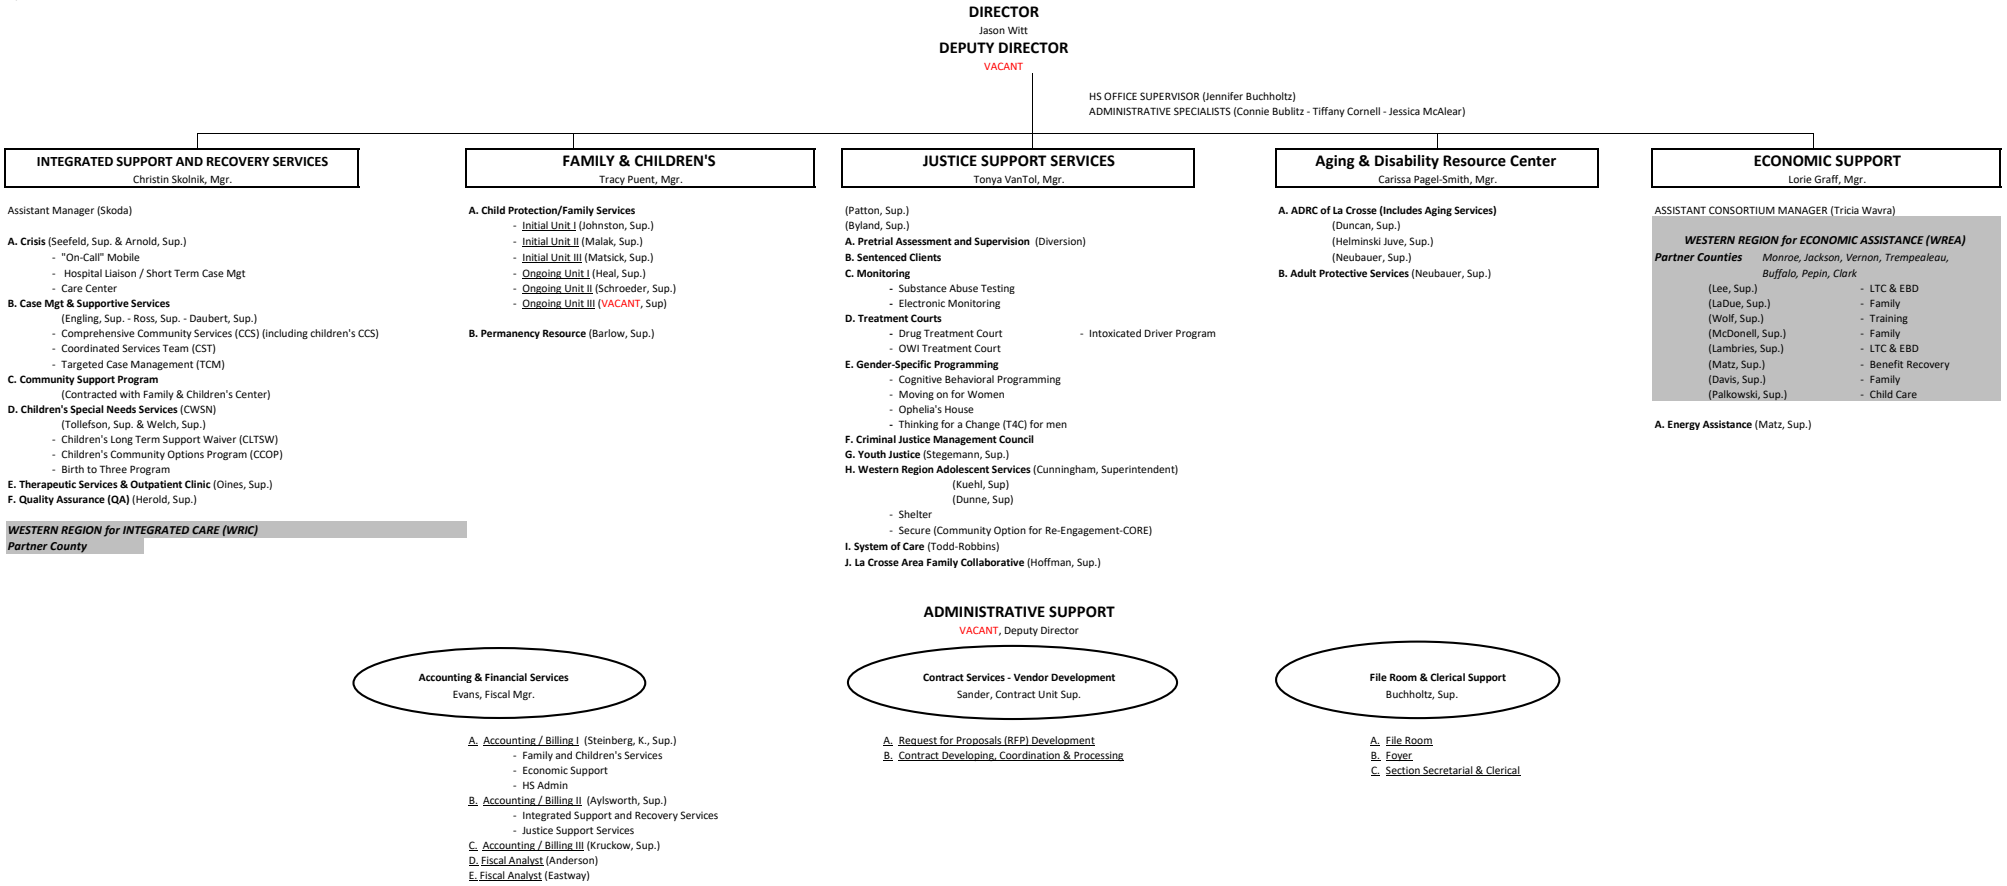 DIRECTOR
Jason Witt
DEPUTY DIRECTOR
VACANT
HS OFFICE SUPERVISOR (Jennifer Buchholtz)
ADMINISTRATIVE SPECIALISTS (Connie Bublitz - Tiffany Cornell - Jessica McAlear)
INTEGRATED SUPPORT AND RECOVERY SERVICES
Christin Skolnik, Mgr.
Assistant Manager (Skoda)
A. Crisis (Seefeld, Sup. & Arnold, Sup.)
- "On-Call" Mobile
- Hospital Liaison / Short Term Case Mgt
- Care Center
B. Case Mgt & Supportive Services
(Engling, Sup. - Ross, Sup. - Daubert, Sup.)
- Comprehensive Community Services (CCS) (including children's CCS)
- Coordinated Services Team (CST)
- Targeted Case Management (TCM)
C. Community Support Program
(Contracted with Family & Children's Center)
D. Children's Special Needs Services (CWSN)
(Tollefson, Sup. & Welch, Sup.)
- Children's Long Term Support Waiver (CLTSW)
- Children's Community Options Program (CCOP)
- Birth to Three Program
E. Therapeutic Services & Outpatient Clinic (Oines, Sup.)
F. Quality Assurance (QA) (Herold, Sup.)
WESTERN REGION for INTEGRATED CARE (WRIC)
Partner County
FAMILY & CHILDREN'S
Tracy Puent, Mgr.
A. Child Protection/Family Services
- Initial Unit I (Johnston, Sup.)
- Initial Unit II (Malak, Sup.)
- Initial Unit III (Matsick, Sup.)
- Ongoing Unit I (Heal, Sup.)
- Ongoing Unit II (Schroeder, Sup.)
- Ongoing Unit III (VACANT, Sup)
B. Permanency Resource (Barlow, Sup.)
JUSTICE SUPPORT SERVICES
Tonya VanTol, Mgr.
(Patton, Sup.)
(Byland, Sup.)
A. Pretrial Assessment and Supervision (Diversion)
B. Sentenced Clients
C. Monitoring
- Substance Abuse Testing
- Electronic Monitoring
D. Treatment Courts
- Drug Treatment Court - Intoxicated Driver Program
- OWI Treatment Court
E. Gender-Specific Programming
- Cognitive Behavioral Programming
- Moving on for Women
- Ophelia's House
- Thinking for a Change (T4C) for men
F. Criminal Justice Management Council
G. Youth Justice (Stegemann, Sup.)
H. Western Region Adolescent Services (Cunningham, Superintendent)
(Kuehl, Sup)
(Dunne, Sup)
- Shelter
- Secure (Community Option for Re-Engagement-CORE)
I. System of Care (Todd-Robbins)
J. La Crosse Area Family Collaborative (Hoffman, Sup.)
Aging & Disability Resource Center
Carissa Pagel-Smith, Mgr.
A. ADRC of La Crosse (Includes Aging Services)
(Duncan, Sup.)
(Helminski Juve, Sup.)
(Neubauer, Sup.)
B. Adult Protective Services (Neubauer, Sup.)
ECONOMIC SUPPORT
Lorie Graff, Mgr.
ASSISTANT CONSORTIUM MANAGER (Tricia Wavra)
WESTERN REGION for ECONOMIC ASSISTANCE (WREA)
Partner Counties Monroe, Jackson, Vernon, Trempealeau,
Buffalo, Pepin, Clark
(Lee, Sup.) - LTC & EBD
(LaDue, Sup.) - Family
(Wolf, Sup.) - Training
(McDonell, Sup.) - Family
(Lambries, Sup.) - LTC & EBD
(Matz, Sup.) - Benefit Recovery
(Davis, Sup.) - Family
(Palkowski, Sup.) - Child Care
A. Energy Assistance (Matz, Sup.)
ADMINISTRATIVE SUPPORT
VACANT, Deputy Director
Accounting & Financial Services
Evans, Fiscal Mgr.
A. Accounting / Billing I (Steinberg, K., Sup.)
- Family and Children's Services
- Economic Support
- HS Admin
B. Accounting / Billing II (Aylsworth, Sup.)
- Integrated Support and Recovery Services
- Justice Support Services
C. Accounting / Billing III (Kruckow, Sup.)
D. Fiscal Analyst (Anderson)
E. Fiscal Analyst (Eastway)
Contract Services - Vendor Development
Sander, Contract Unit Sup.
A. Request for Proposals (RFP) Development
B. Contract Developing, Coordination & Processing
File Room & Clerical Support
Buchholtz, Sup.
A. File Room
B. Foyer
C. Section Secretarial & Clerical